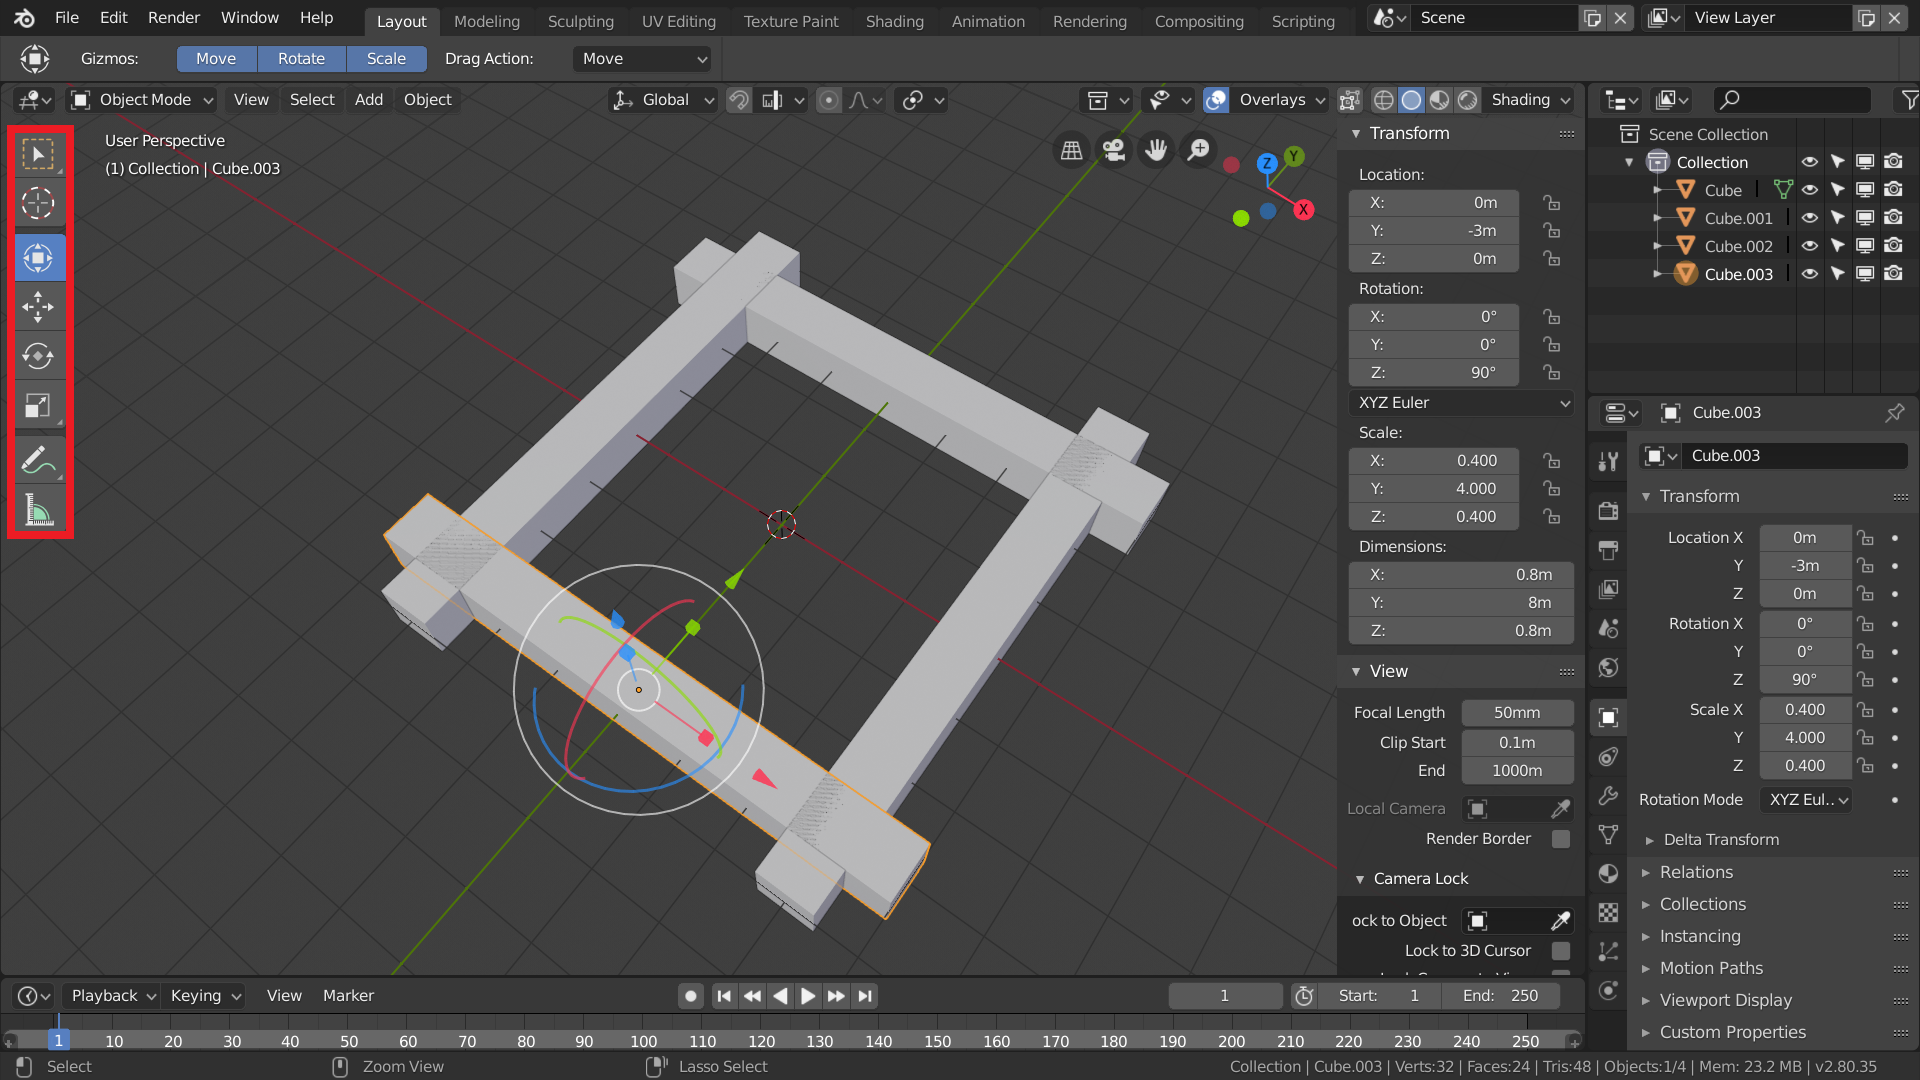 File Edit Render Window Help Layout Modeling Sculpting UV Editing Texture Paint Shading Animation Rendering Compositing Scripting Scene View Layer
Gizmos: Move Rotate Scale Drag Action: Move
Object Mode View Select Add Object Global Overlays Shading
User Perspective
(1) Collection | Cube.003
Z
Y
X
Transform
Location:
X: 0m
Y: -3m
Z: 0m
Rotation:
X: 0°
Y: 0°
Z: 90°
XYZ Euler
Scale:
X: 0.400
Y: 4.000
Z: 0.400
Dimensions:
X: 0.8m
Y: 8m
Z: 0.8m
View
Focal Length 50mm
Clip Start 0.1m
End 1000m
Local Camera
Render Border
Camera Lock
ock to Object
Lock to 3D Cursor
Scene Collection
Collection
Cube
Cube.001
Cube.002
Cube.003
Cube.003
Cube.003
Transform
Location X 0m
Y -3m
Z 0m
Rotation X 0°
Y 0°
Z 90°
Scale X 0.400
Y 4.000
Z 0.400
Rotation Mode XYZ Eul..
Delta Transform
Relations
Collections
Instancing
Motion Paths
Viewport Display
Custom Properties
Playback Keying View Marker 1 Start: 1 End: 250
1 10 20 30 40 50 60 70 80 90 100 110 120 130 140 150 160 170 180 190 200 210 220 230 240 250
Select Zoom View Lasso Select Collection | Cube.003 | Verts:32 | Faces:24 | Tris:48 | Objects:1/4 | Mem: 23.2 MB | v2.80.35